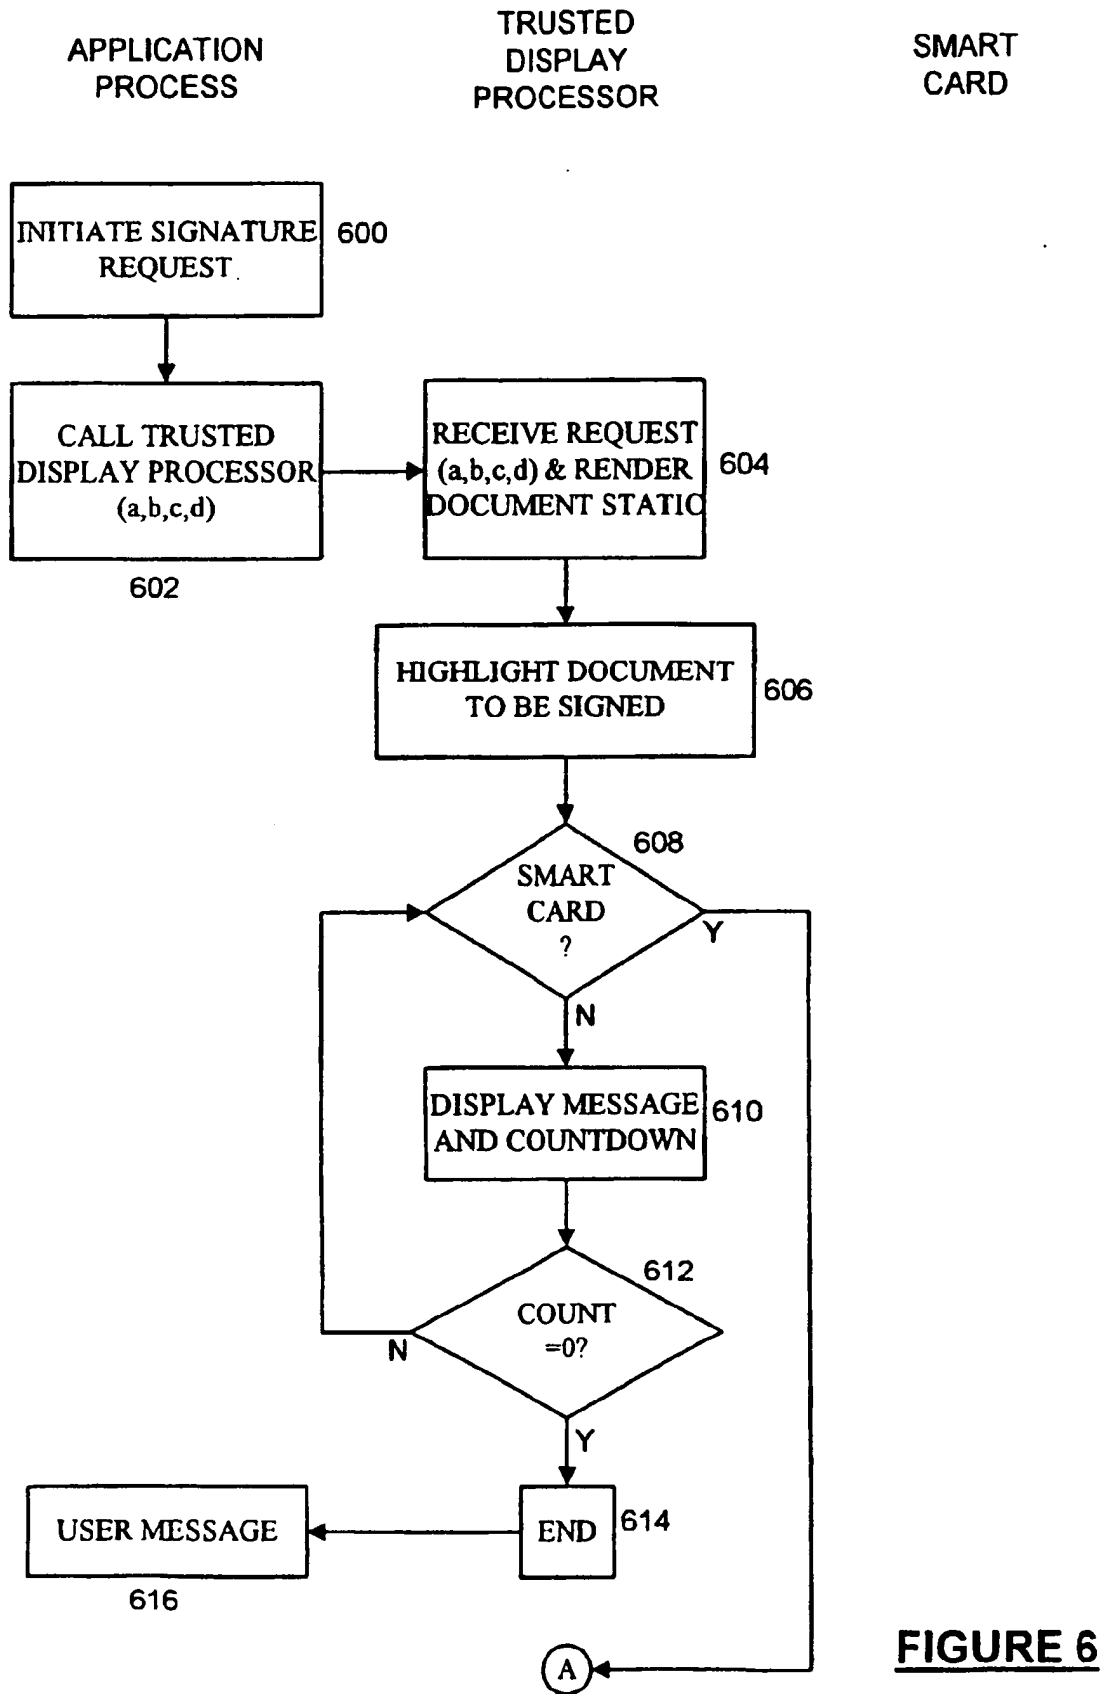 APPLICATION
PROCESS
TRUSTED
DISPLAY
PROCESSOR
SMART
CARD
INITIATE SIGNATURE
REQUEST
600
CALL TRUSTED
DISPLAY PROCESSOR
(a,b,c,d)
602
RECEIVE REQUEST
(a,b,c,d) & RENDER
DOCUMENT STATIC
604
HIGHLIGHT DOCUMENT
TO BE SIGNED
606
608
SMART
CARD
?
Y
N
DISPLAY MESSAGE
AND COUNTDOWN
610
612
COUNT
=0?
N
Y
END
614
USER MESSAGE
616
A
FIGURE 6